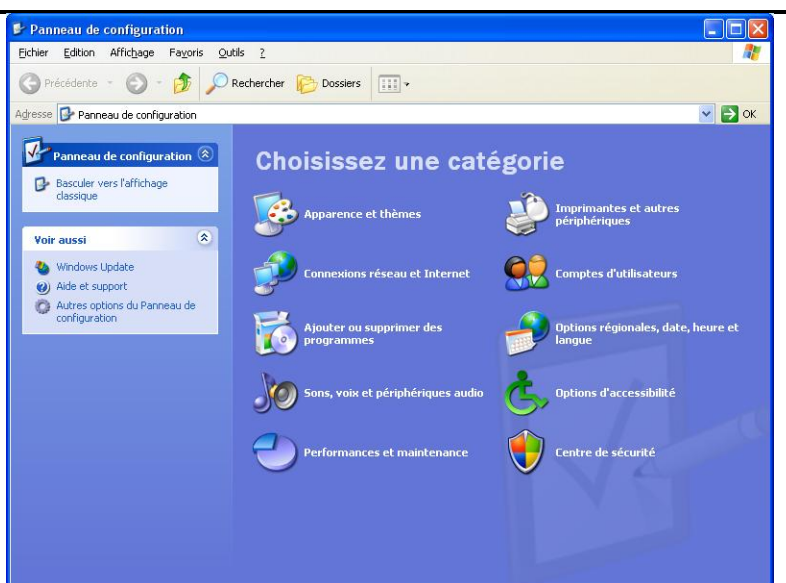 Panneau de configuration
Fichier Edition Affichage Favoris Outils ?
Précédente Rechercher Dossiers
Adresse Panneau de configuration OK
Panneau de configuration
Basculer vers l'affichage
classique
Voir aussi
Windows Update
Aide et support
Autres options du Panneau de
configuration
Choisissez une catégorie
Apparence et thèmes
Imprimantes et autres
périphériques
Connexions réseau et Internet
Comptes d'utilisateurs
Ajouter ou supprimer des
programmes
Options régionales, date, heure et
langue
Sons, voix et périphériques audio
Options d'accessibilité
Performances et maintenance
Centre de sécurité